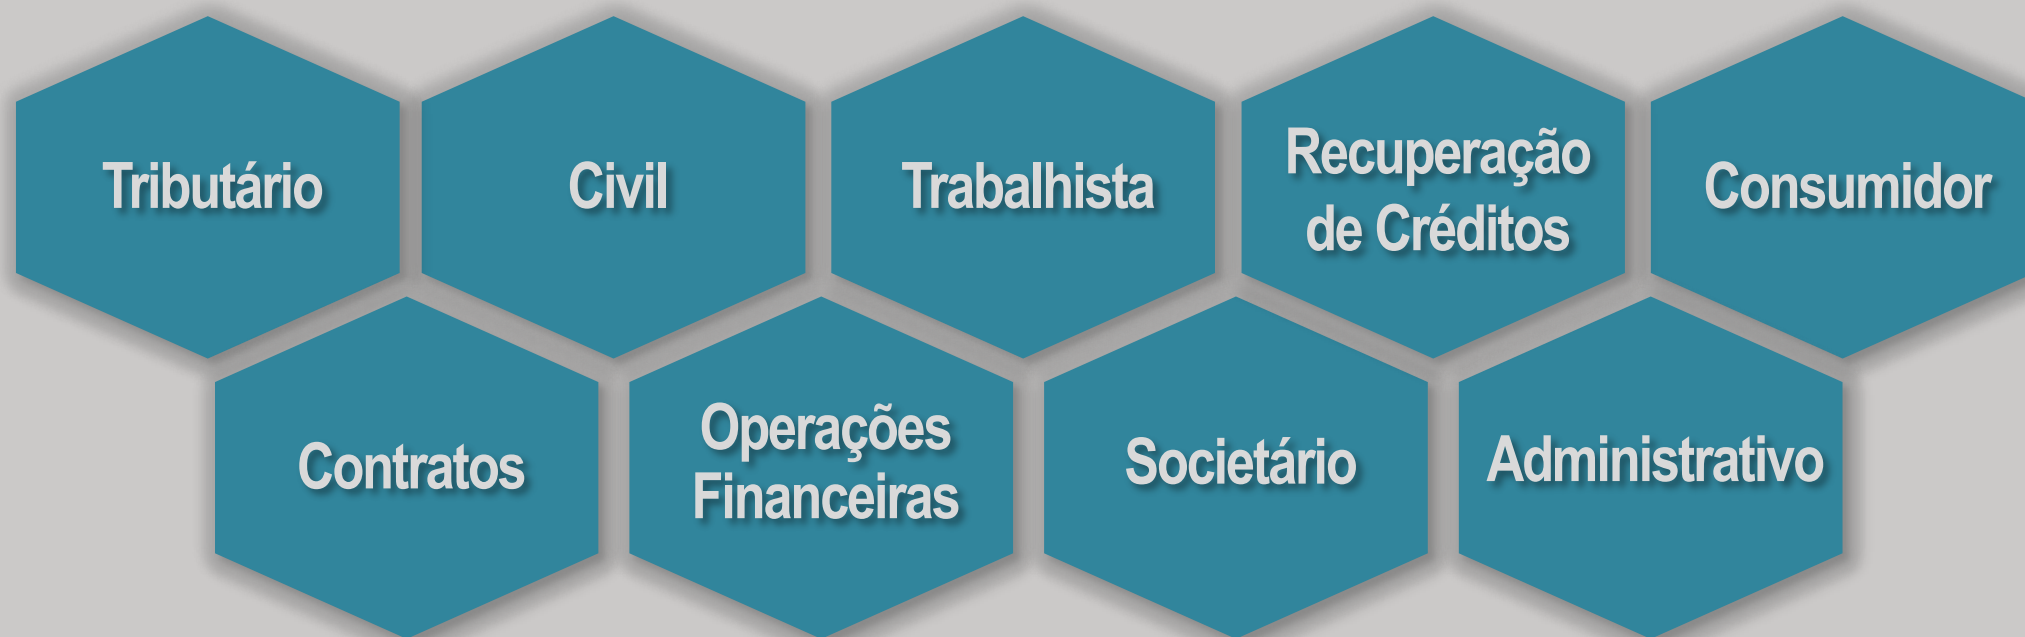 Tributário
Civil
Trabalhista
Recuperação
de Créditos
Consumidor
Contratos
Operações
Financeiras
Societário
Administrativo